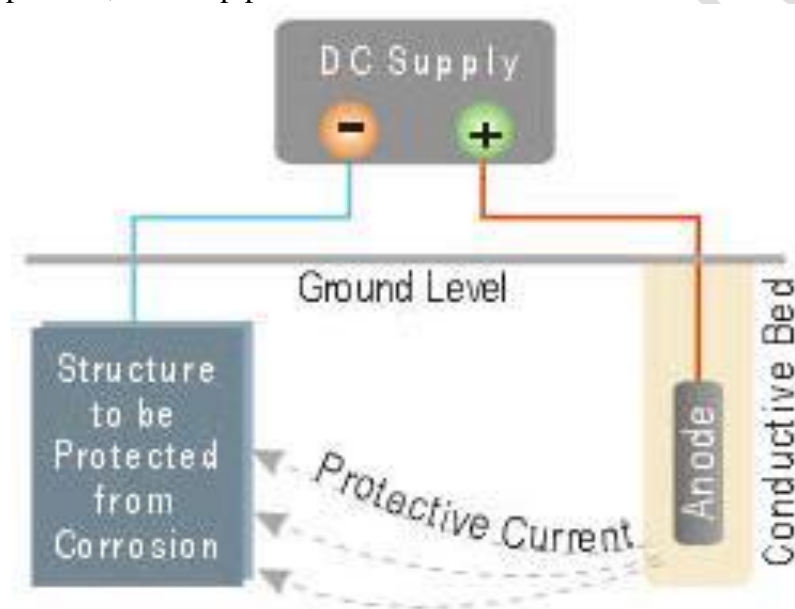 DC Supply
-
+
Ground Level
Structure
to be
Protected
from
Corrosion
Protective Current
Anode
Conductive Bed